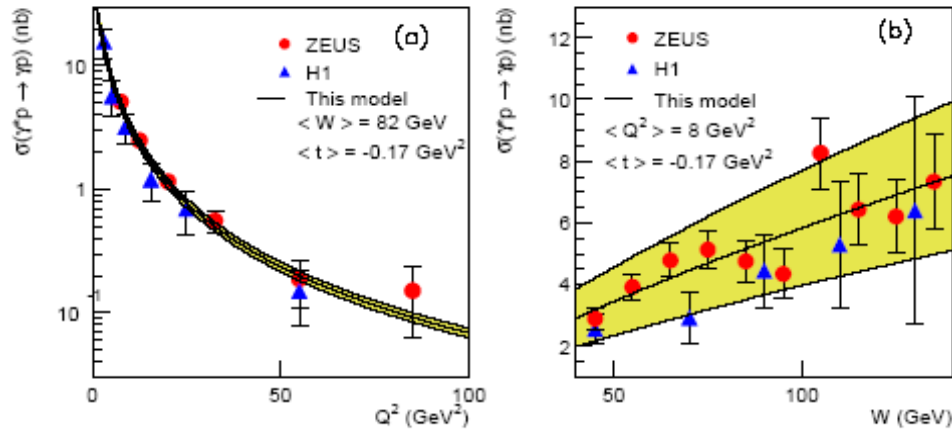 (a)
ZEUS
H1
This model
< W > = 82 GeV
< t > = -0.17 GeV²
σ(γ*p → γp) (nb)
10
1
10⁻¹
0
50
100
Q² (GeV²)
(b)
ZEUS
H1
This model
< Q² > = 8 GeV²
< t > = -0.17 GeV²
σ(γ*p → γp) (nb)
12
10
8
6
4
2
50
100
W (GeV)